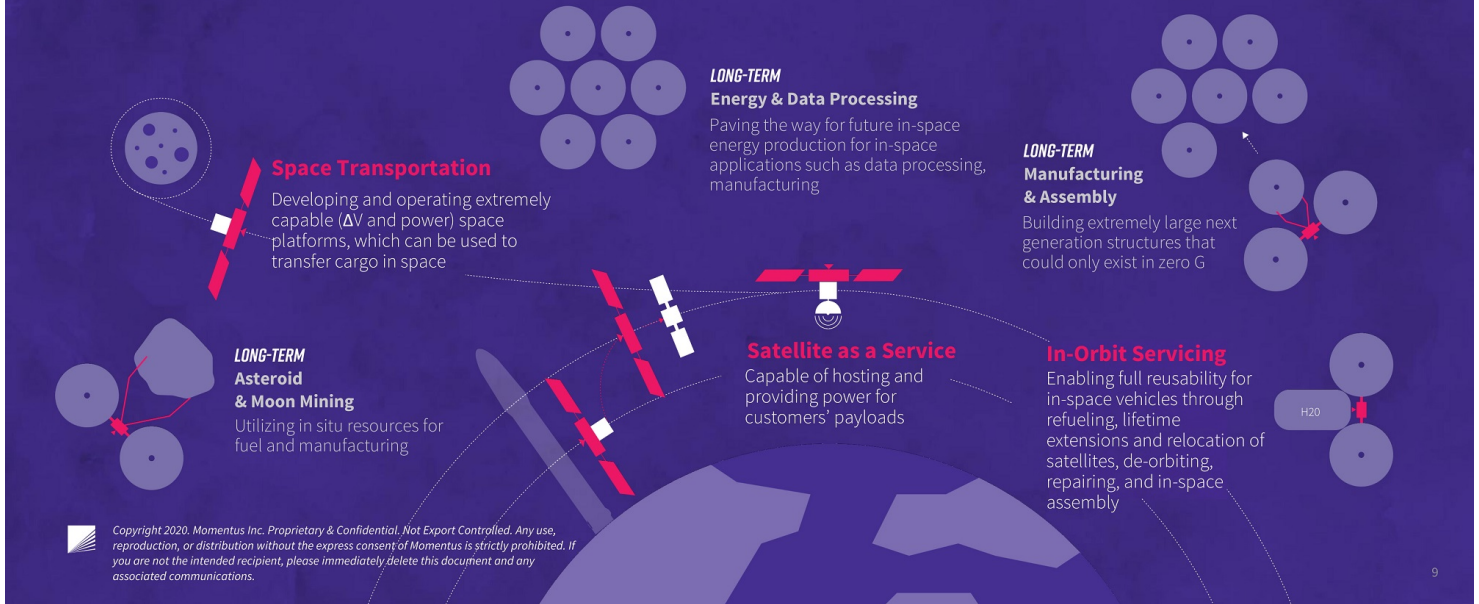 LONG-TERM
Energy & Data Processing
Paving the way for future in-space
energy production for in-space
applications such as data processing,
manufacturing
LONG-TERM
Manufacturing
& Assembly
Building extremely large next
generation structures that
could only exist in zero G
Space Transportation
Developing and operating extremely
capable (ΔV and power) space
platforms, which can be used to
transfer cargo in space
LONG-TERM
Asteroid
& Moon Mining
Utilizing in situ resources for
fuel and manufacturing
Satellite as a Service
Capable of hosting and
providing power for
customers' payloads
In-Orbit Servicing
Enabling full reusability for
in-space vehicles through
refueling, lifetime
extensions and relocation of
satellites, de-orbiting,
repairing, and in-space
assembly
H20
Copyright 2020. Momentus Inc. Proprietary & Confidential. Not Export Controlled. Any use,
reproduction, or distribution without the express consent of Momentus is strictly prohibited. If
you are not the intended recipient, please immediately delete this document and any
associated communications.
9